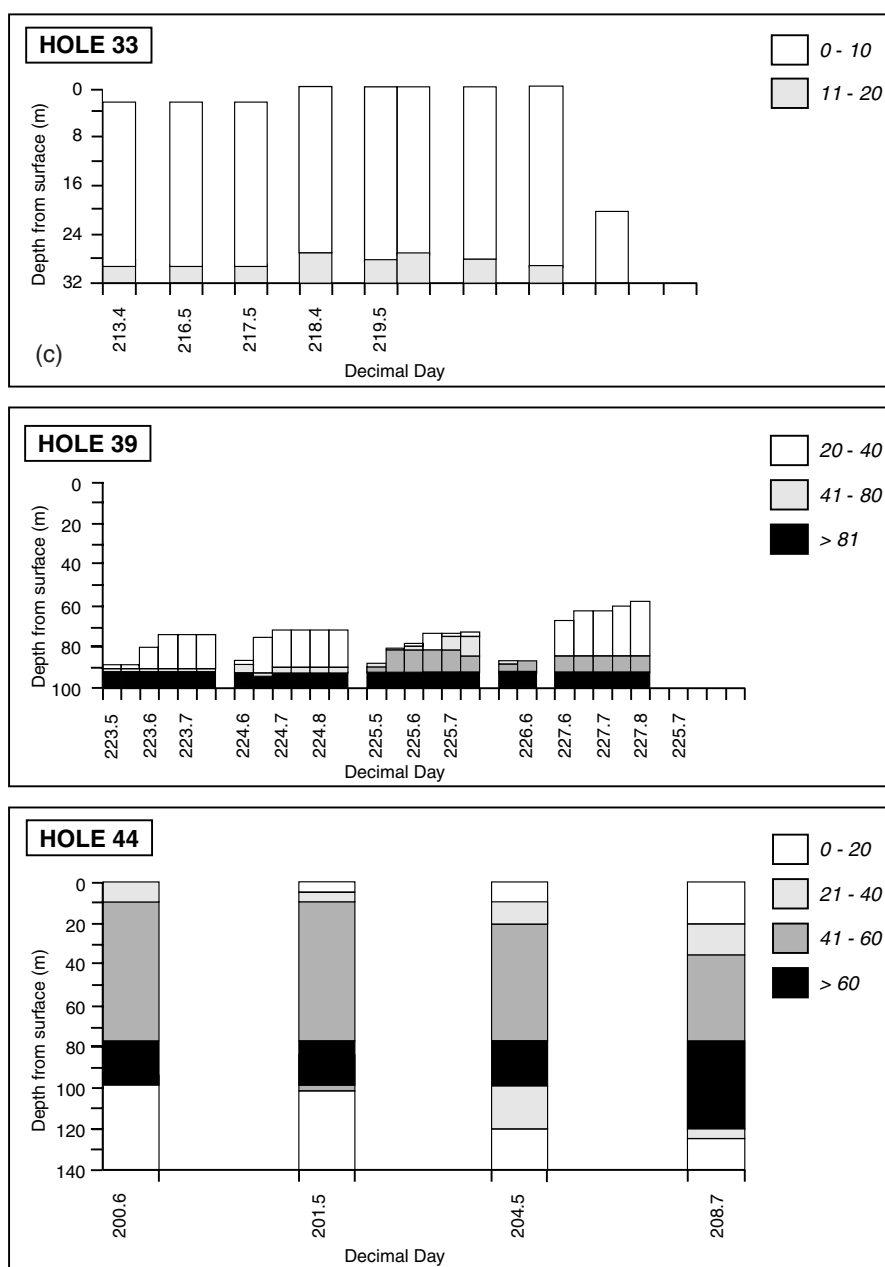 HOLE 33
0 - 10
11 - 20
Depth from surface (m)
0
8
16
24
32
213.4
216.5
217.5
218.4
219.5
(c)
Decimal Day
HOLE 39
20 - 40
41 - 80
> 81
Depth from surface (m)
0
20
40
60
80
100
223.5
223.6
223.7
224.6
224.7
224.8
225.5
225.6
225.7
226.6
227.6
227.7
227.8
225.7
Decimal Day
HOLE 44
0 - 20
21 - 40
41 - 60
> 60
Depth from surface (m)
0
20
40
60
80
100
120
140
200.6
201.5
204.5
208.7
Decimal Day